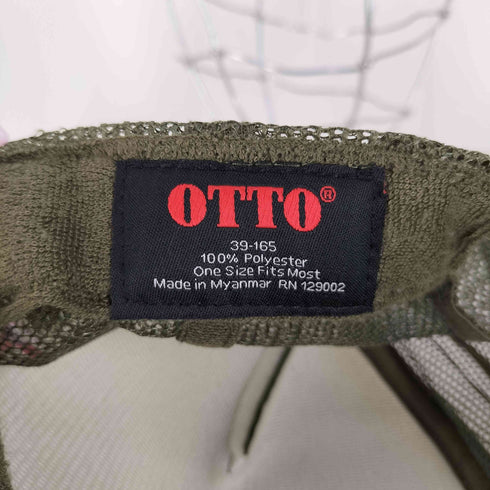 OTTO®
39-165
100% Polyester
One Size Fits Most
Made in Myanmar RN 129002